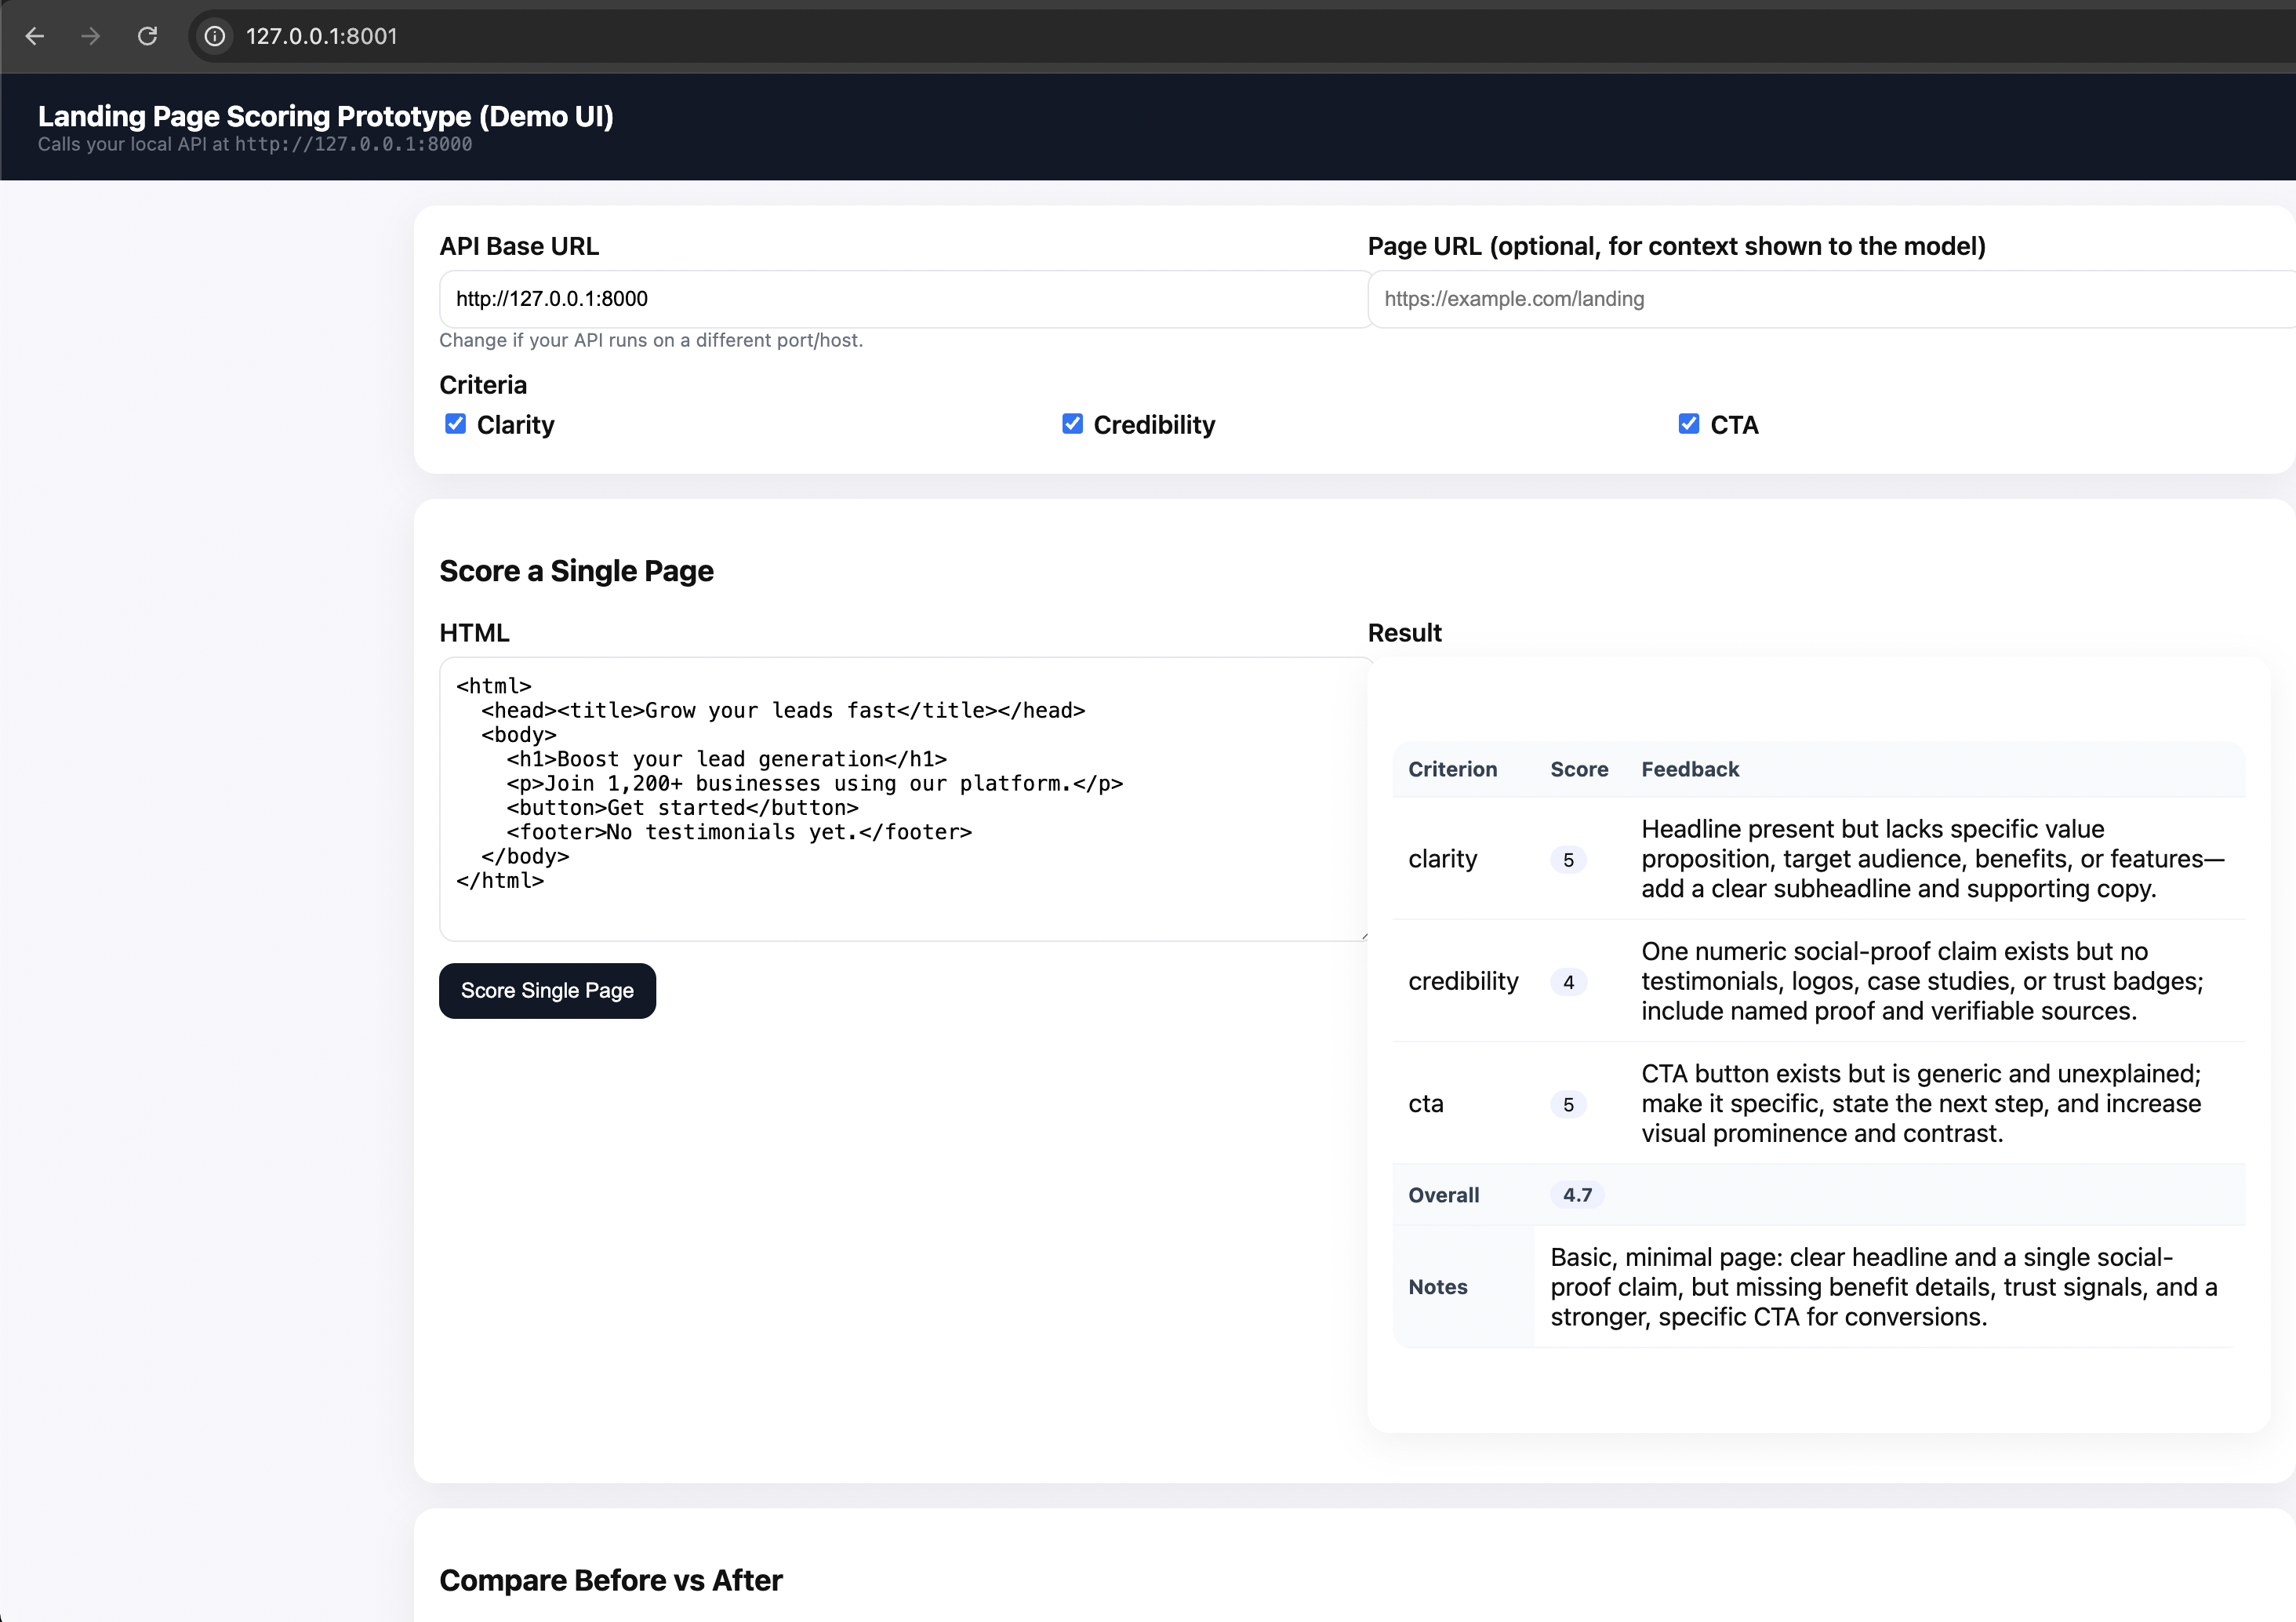 127.0.0.1:8001
Landing Page Scoring Prototype (Demo UI)
Calls your local API at http://127.0.0.1:8000
API Base URL
http://127.0.0.1:8000
Change if your API runs on a different port/host.
Page URL (optional, for context shown to the model)
https://example.com/landing
Criteria
Clarity
Credibility
CTA
Score a Single Page
HTML
<html>
  <head><title>Grow your leads fast</title></head>
  <body>
    <h1>Boost your lead generation</h1>
    <p>Join 1,200+ businesses using our platform.</p>
    <button>Get started</button>
    <footer>No testimonials yet.</footer>
  </body>
</html>
Score Single Page
Result
Criterion Score Feedback
clarity 5 Headline present but lacks specific value
proposition, target audience, benefits, or features—
add a clear subheadline and supporting copy.
credibility 4 One numeric social-proof claim exists but no
testimonials, logos, case studies, or trust badges;
include named proof and verifiable sources.
cta 5 CTA button exists but is generic and unexplained;
make it specific, state the next step, and increase
visual prominence and contrast.
Overall 4.7
Notes Basic, minimal page: clear headline and a single social-
proof claim, but missing benefit details, trust signals, and a
stronger, specific CTA for conversions.
Compare Before vs After